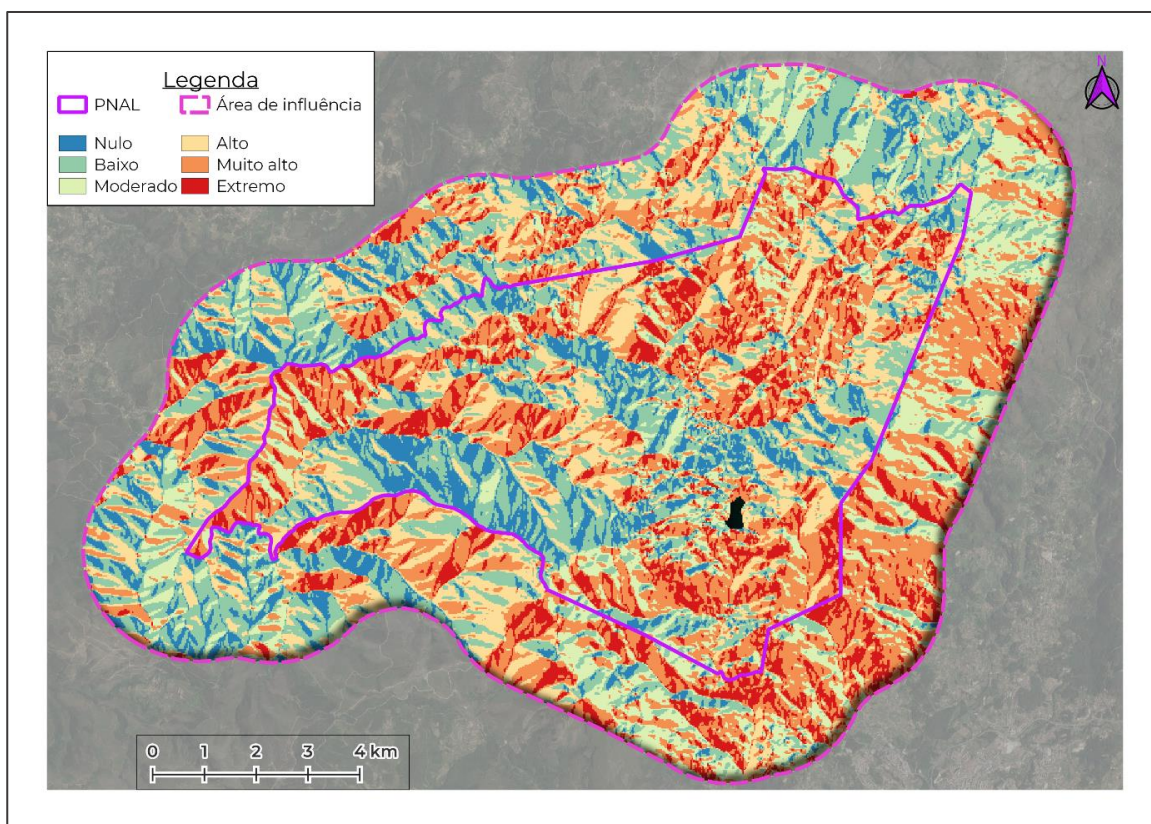 Legenda
PNAL Área de influência
Nulo Alto
Baixo Muito alto
Moderado Extremo
N
0 1 2 3 4 km